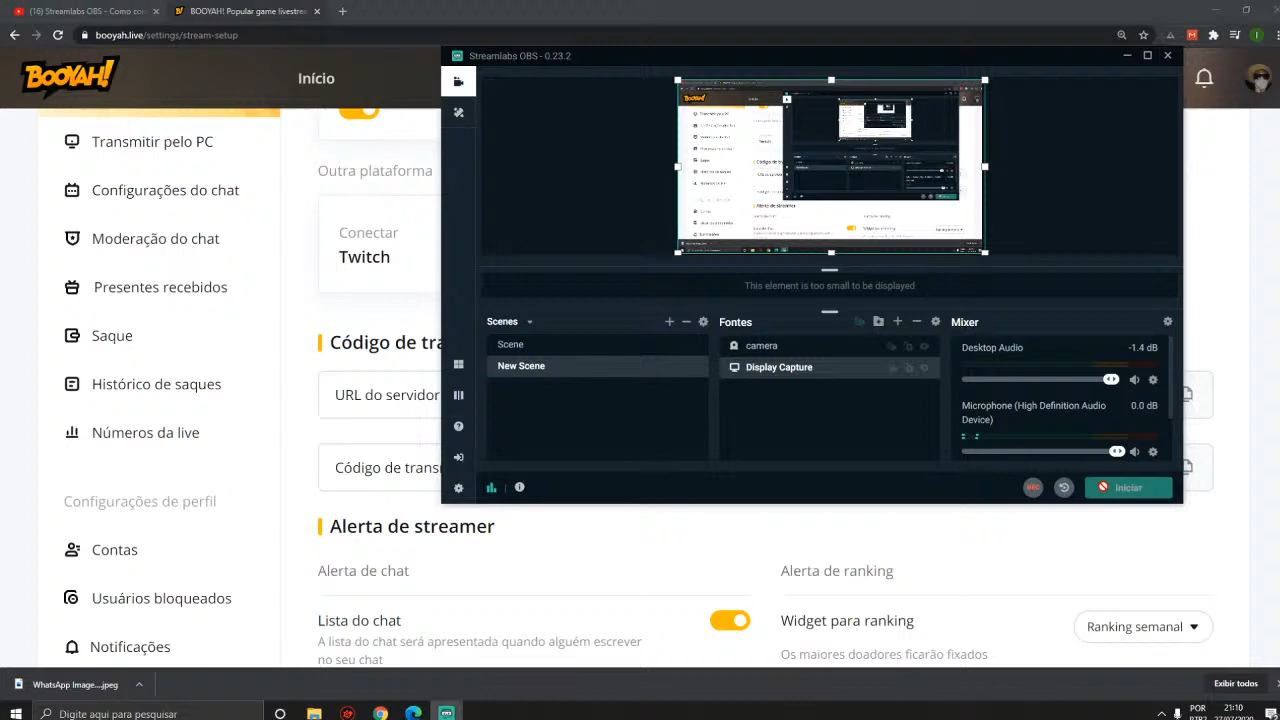 (16) Streamlabs OBS - Como con
BOOYAH! Popular game livestre
booyah.live/settings/stream-setup
BOOYAH!
Início
Transmitir pelo PC
Configurações do chat
Moderação do chat
Presentes recebidos
Saque
Histórico de saques
Números da live
Configurações de perfil
Contas
Usuários bloqueados
Notificações
Outra plataforma
Conectar
Twitch
Código de tra
URL do servidor
Código de transm
Alerta de streamer
Alerta de chat
Lista do chat
A lista do chat será apresentada quando alguém escrever
no seu chat
Alerta de ranking
Widget para ranking
Ranking semanal
Os maiores doadores ficarão fixados
Streamlabs OBS - 0.23.2
This element is too small to be displayed
Scenes
Scene
New Scene
Fontes
camera
Display Capture
Mixer
Desktop Audio
-1.4 dB
Microphone (High Definition Audio
Device)
0.0 dB
REC
Iniciar
WhatsApp Image....jpeg
Exibir todos
Digite aqui para pesquisar
POR
21:10
PTB2
27/07/2020